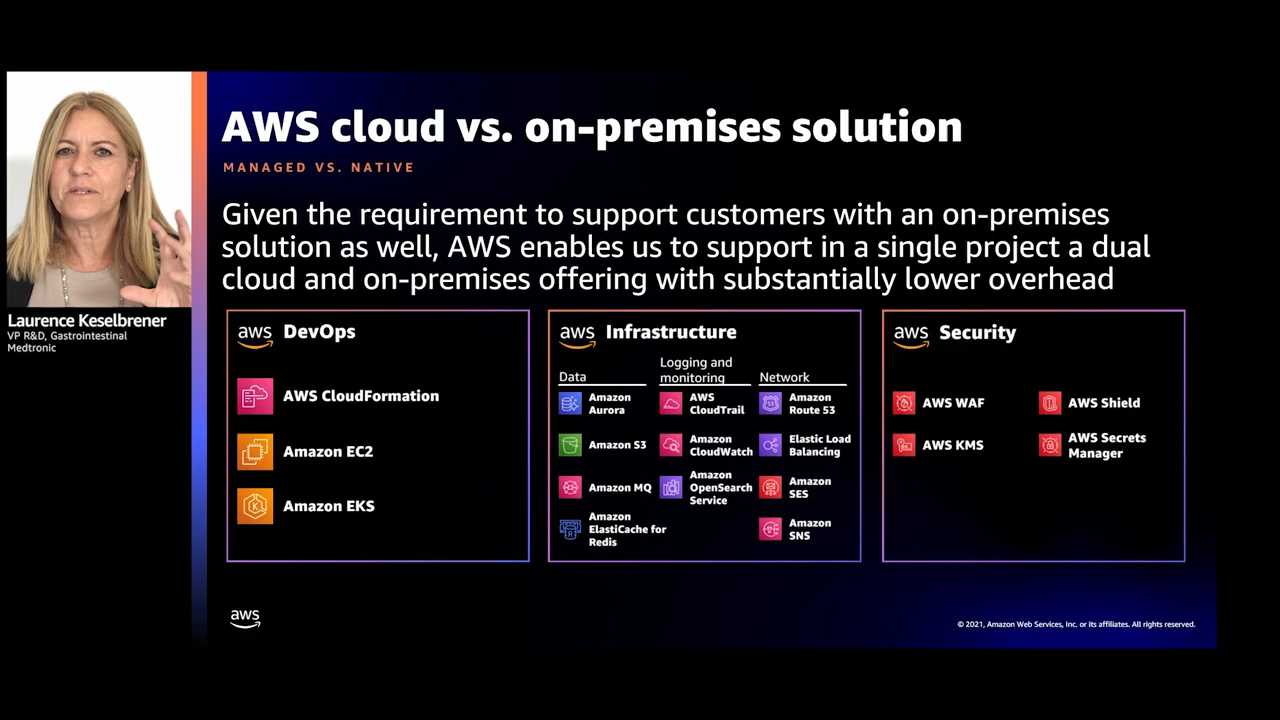 AWS cloud vs. on-premises solution
MANAGED VS. NATIVE
Given the requirement to support customers with an on-premises
solution as well, AWS enables us to support in a single project a dual
cloud and on-premises offering with substantially lower overhead
Laurence Keselbrener
VP R&D, Gastrointestinal
Medtronic
aws DevOps
AWS CloudFormation
Amazon EC2
Amazon EKS
aws Infrastructure
Data
Amazon
Aurora
Amazon S3
Amazon MQ
Amazon
ElastiCache for
Redis
Logging and
monitoring
AWS
CloudTrail
Amazon
CloudWatch
Amazon
OpenSearch
Service
Network
Amazon
Route 53
Elastic Load
Balancing
Amazon
SES
Amazon
SNS
aws Security
AWS WAF
AWS KMS
AWS Shield
AWS Secrets
Manager
aws
© 2021, Amazon Web Services, Inc. or its affiliates. All rights reserved.